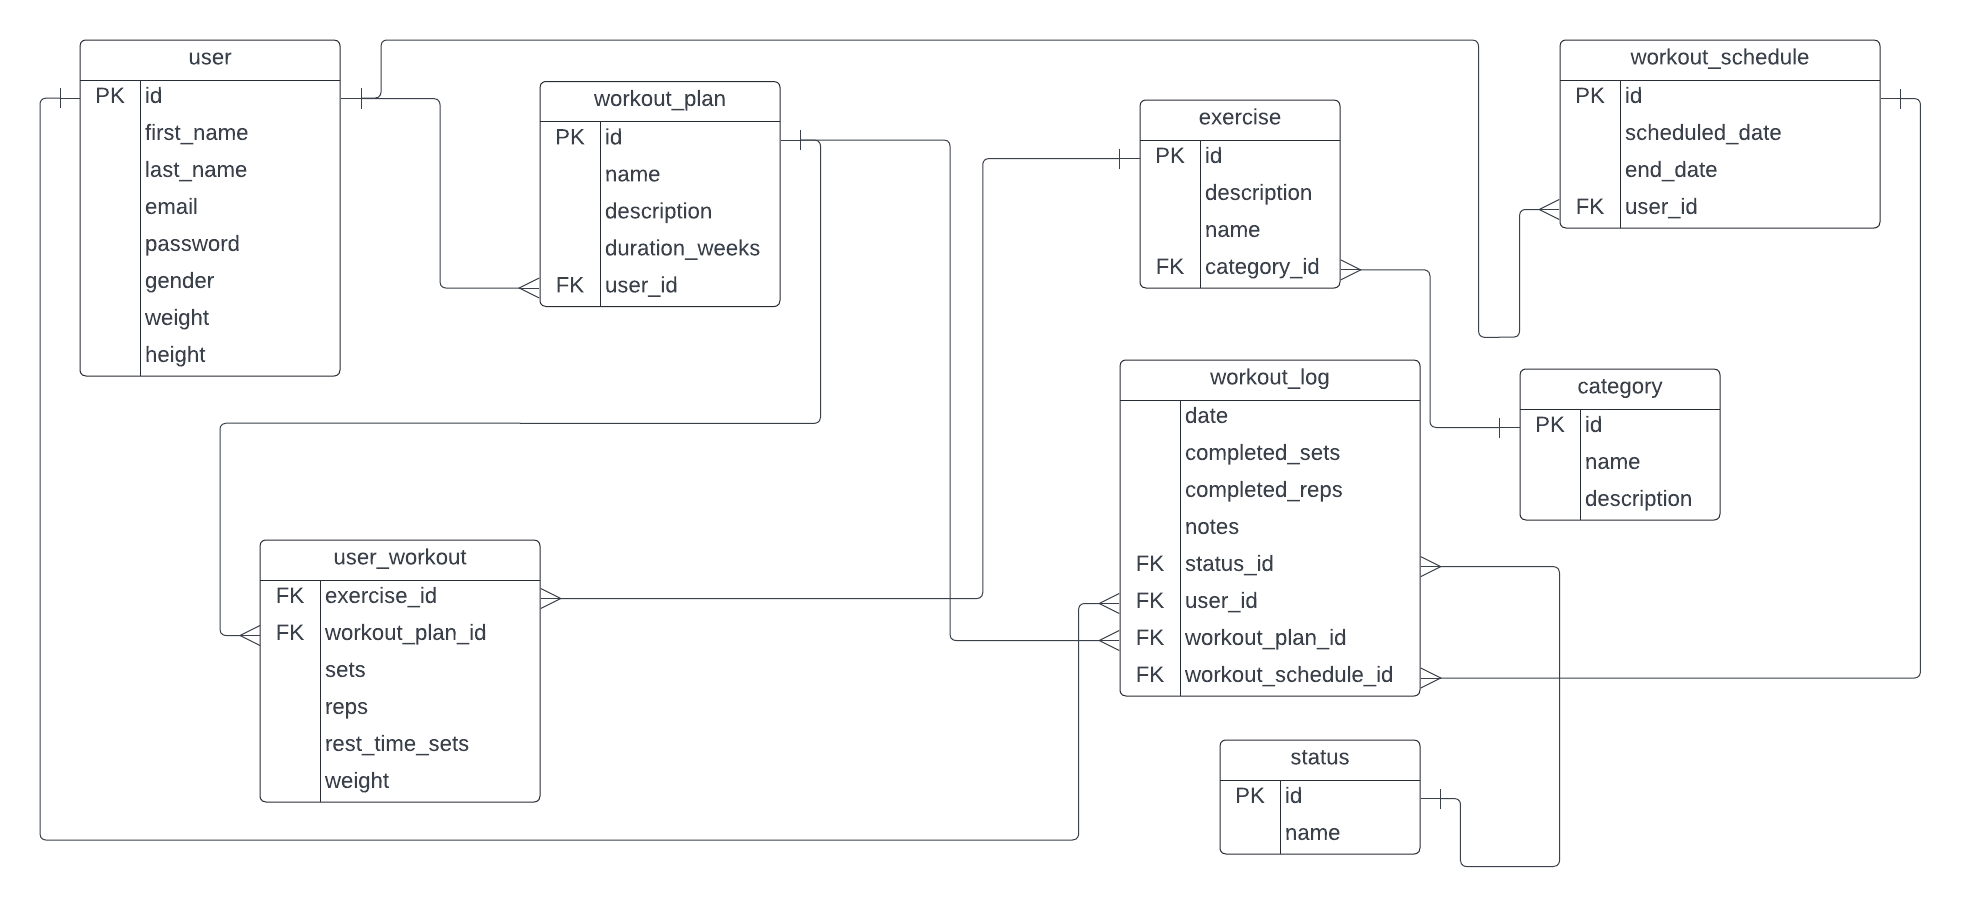 user
PK id
first_name
last_name
email
password
gender
weight
height
workout_plan
PK id
name
description
duration_weeks
FK user_id
exercise
PK id
description
name
FK category_id
workout_schedule
PK id
scheduled_date
end_date
FK user_id
workout_log
date
completed_sets
completed_reps
notes
FK status_id
FK user_id
FK workout_plan_id
FK workout_schedule_id
category
PK id
name
description
user_workout
FK exercise_id
FK workout_plan_id
sets
reps
rest_time_sets
weight
status
PK id
name